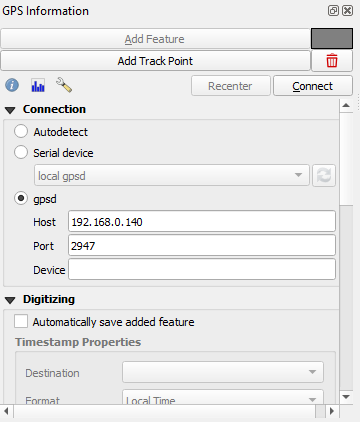 GPS Information
Add Feature
Add Track Point
Recenter Connect
Connection
Autodetect
Serial device
local gpsd
gpsd
Host 192.168.0.140
Port 2947
Device
Digitizing
Automatically save added feature
Timestamp Properties
Destination
Format Local Time